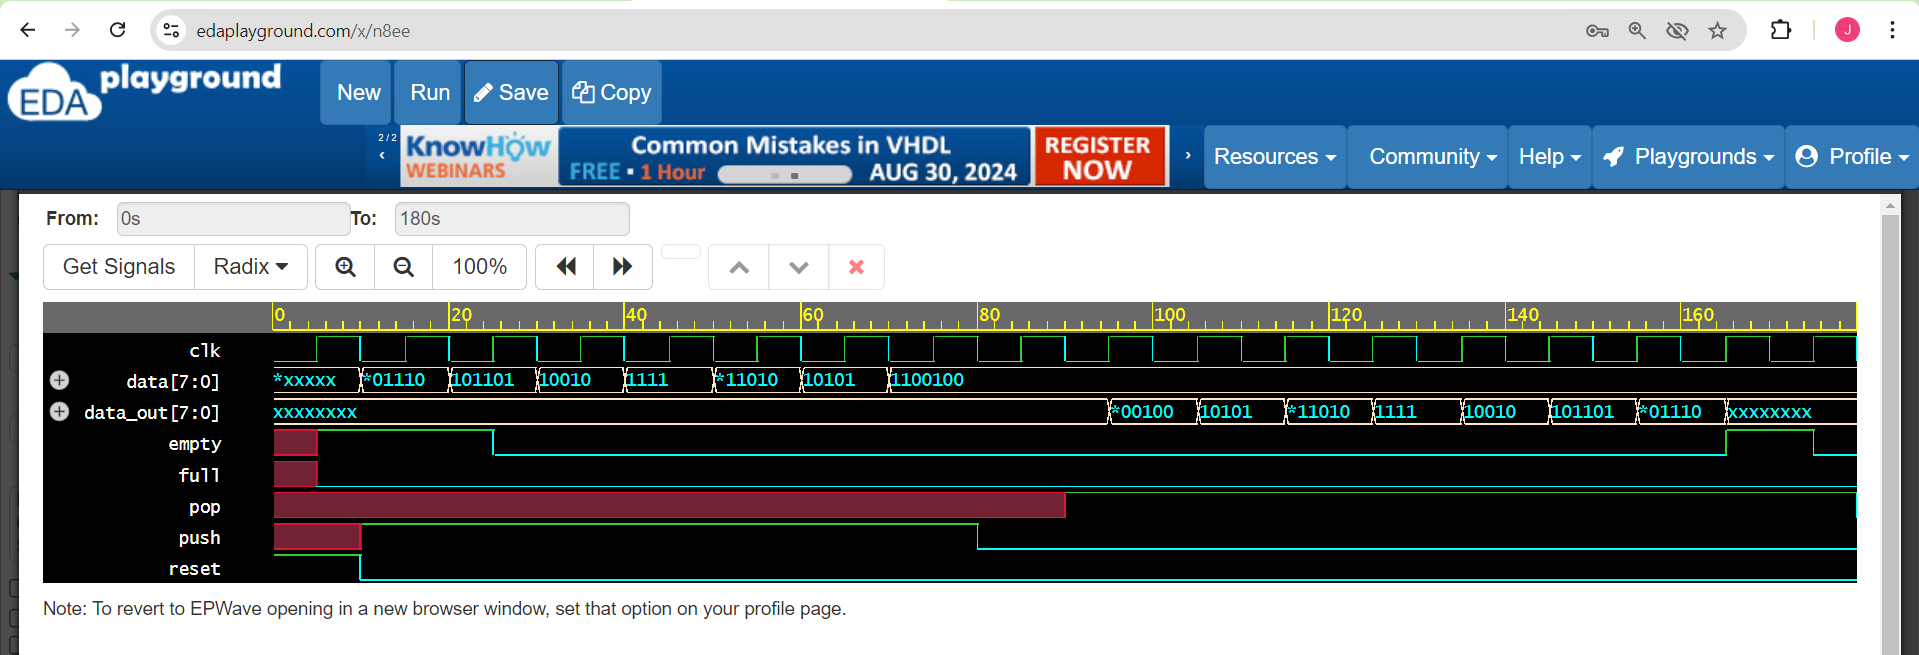 edaplayground.com/x/n8ee
J
EDA playground
New Run Save Copy
2/2
‹
KnowHow
WEBINARS
Common Mistakes in VHDL
FREE • 1 Hour
AUG 30, 2024
REGISTER
NOW
›
Resources Community Help Playgrounds Profile
From: 0s To: 180s
Get Signals Radix 100%
0 20 40 60 80 100 120 140 160
clk
data[7:0] *xxxxx *01110 101101 10010 1111 *11010 10101 1100100
data_out[7:0] xxxxxxxx *00100 10101 *11010 1111 10010 101101 *01110 xxxxxxxx
empty
full
pop
push
reset
Note: To revert to EPWave opening in a new browser window, set that option on your profile page.